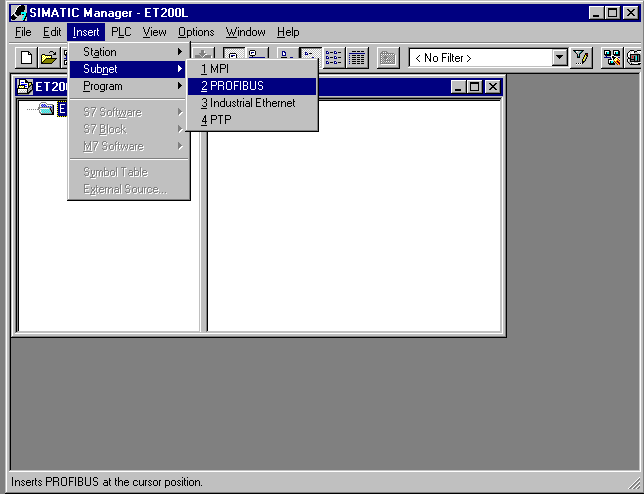 SIMATIC Manager - ET200L
File Edit Insert PLC View Options Window Help
< No Filter >
Station
Subnet
Program
S7 Software
S7 Block
M7 Software
Symbol Table
External Source...
1 MPI
2 PROFIBUS
3 Industrial Ethernet
4 PTP
Inserts PROFIBUS at the cursor position.